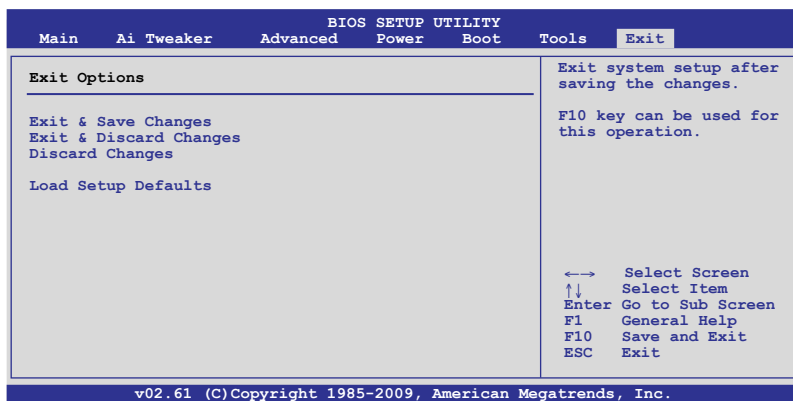 BIOS SETUP UTILITY
Main Ai Tweaker Advanced Power Boot Tools Exit
Exit Options
Exit & Save Changes
Exit & Discard Changes
Discard Changes
Load Setup Defaults
Exit system setup after
saving the changes.
F10 key can be used for
this operation.
←→ Select Screen
↑↓ Select Item
Enter Go to Sub Screen
F1 General Help
F10 Save and Exit
ESC Exit
v02.61 (C)Copyright 1985-2009, American Megatrends, Inc.